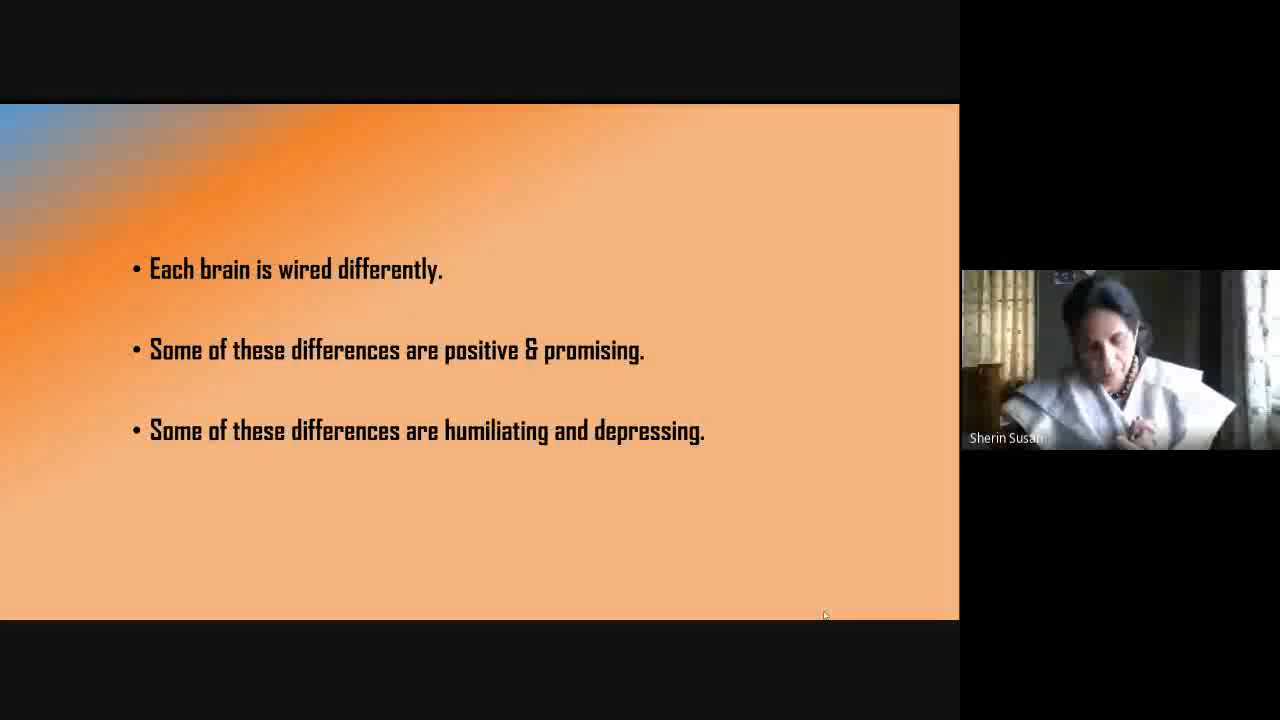 • Each brain is wired differently.
• Some of these differences are positive & promising.
• Some of these differences are humiliating and depressing.
Sherin Susan